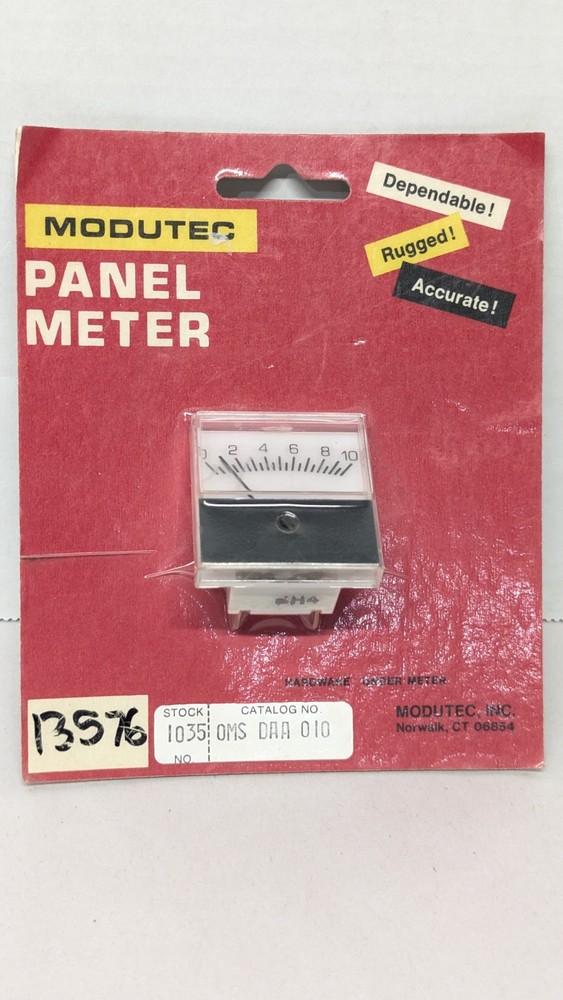 Dependable!
Rugged!
Accurate!
MODUTEC
PANEL
METER
0 2 4 6 8 10
HARDWARE UNDER METER
13576
STOCK CATALOG NO.
1035 OMS DAA 010
NO.
MODUTEC, INC.
Norwalk, CT 06854